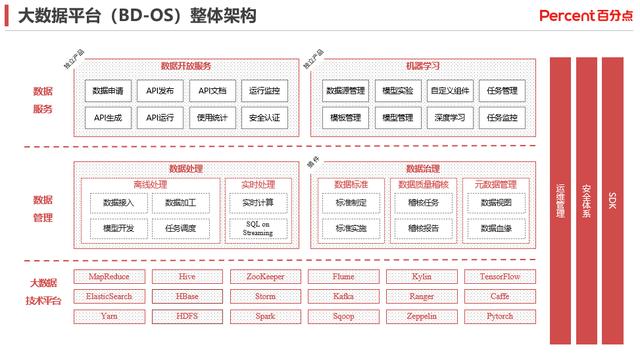 大数据平台（BD-OS）整体架构
Percent百分点
独立产品
数据开放服务
独立产品
机器学习
数据
服务
数据申请
API发布
API文档
运行监控
API生成
API运行
使用统计
安全认证
数据源管理
模型实验
自定义组件
任务管理
模板管理
模型管理
深度学习
任务监控
数据
管理
数据处理
离线处理
实时处理
数据接入
数据加工
实时计算
模型开发
任务调度
SQL on
Streaming
插件
数据治理
数据标准
数据质量稽核
元数据管理
标准制定
稽核任务
数据视图
标准实施
稽核报告
数据血缘
大数据
技术平台
MapReduce
Hive
ZooKeeper
Flume
Kylin
TensorFlow
ElasticSearch
HBase
Storm
Kafka
Ranger
Caffe
Yarn
HDFS
Spark
Sqoop
Zeppelin
Pytorch
运维管理
安全体系
SDK